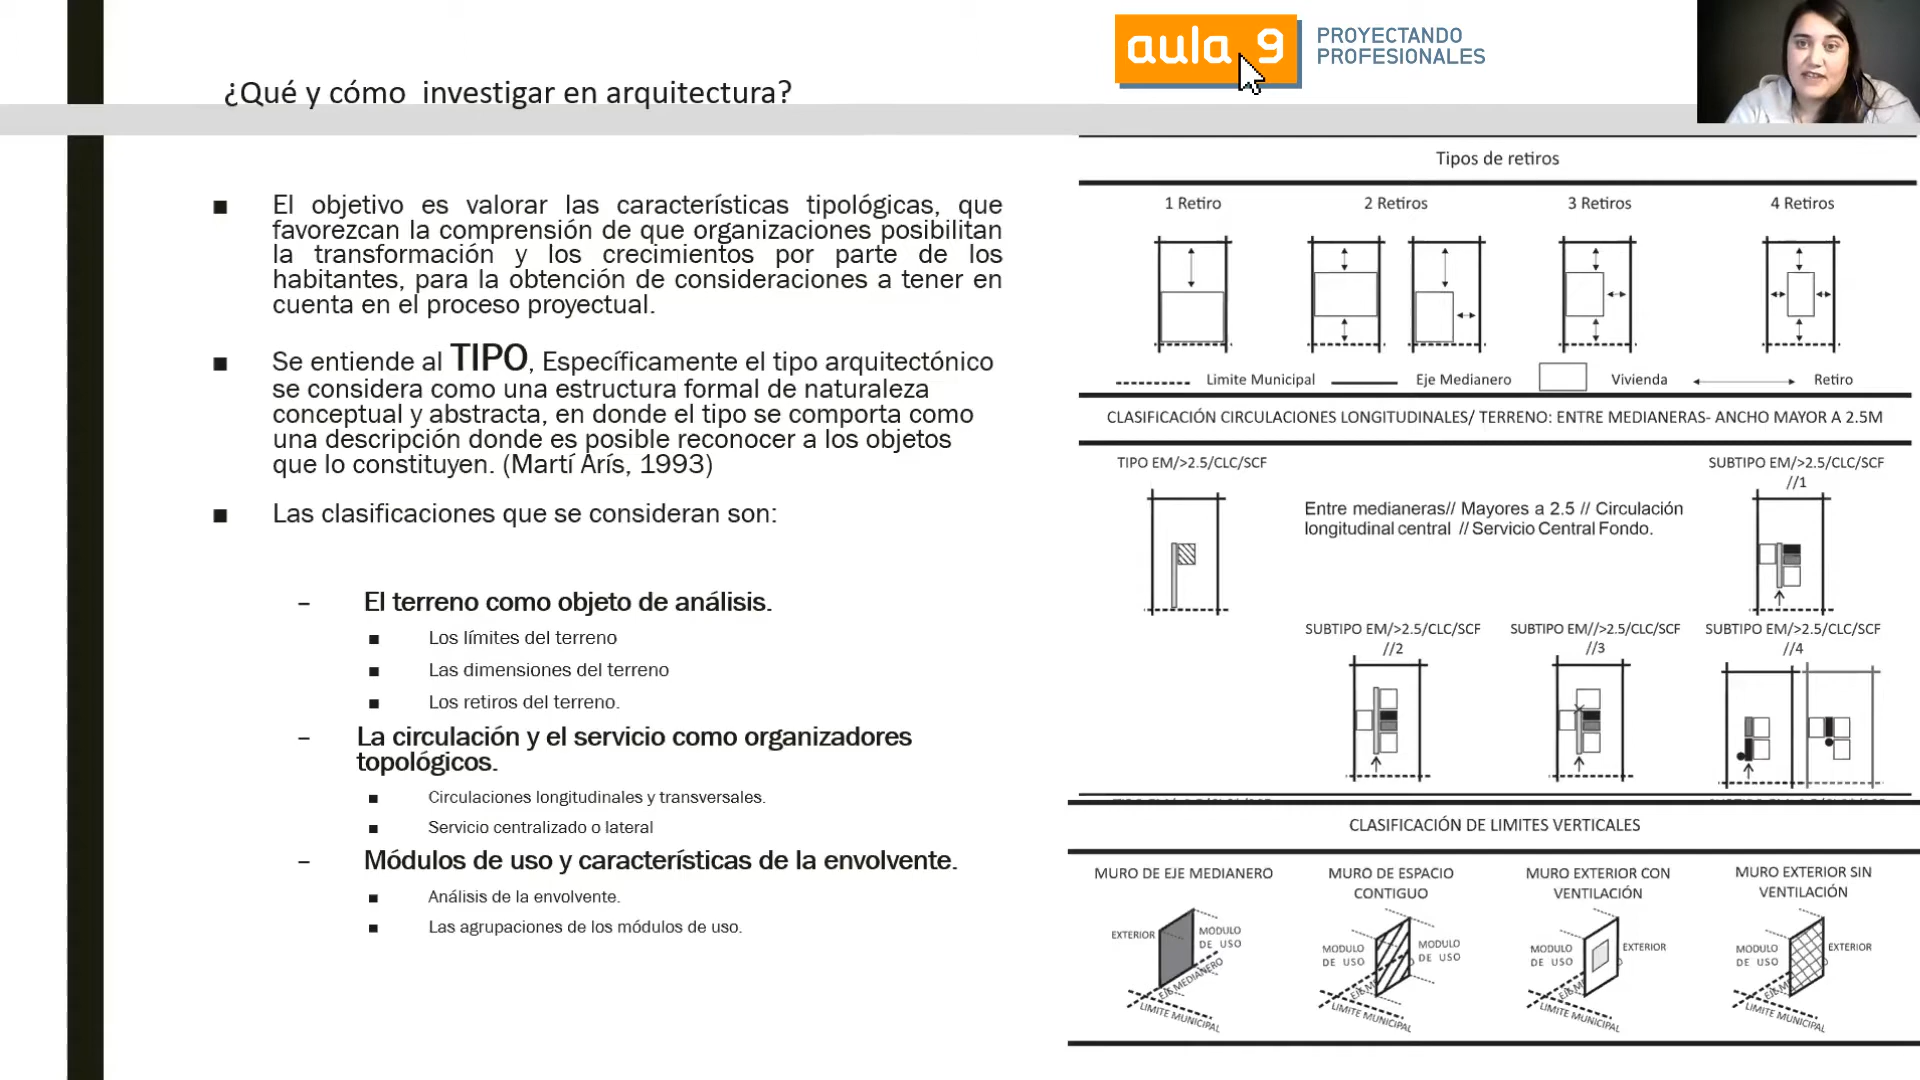 aula 9
PROYECTANDO
PROFESIONALES
¿Qué y cómo investigar en arquitectura?
■ El objetivo es valorar las características tipológicas, que
favorezcan la comprensión de que organizaciones posibilitan
la transformación y los crecimientos por parte de los
habitantes, para la obtención de consideraciones a tener en
cuenta en el proceso proyectual.
■ Se entiende al TIPO, Específicamente el tipo arquitectónico
se considera como una estructura formal de naturaleza
conceptual y abstracta, en donde el tipo se comporta como
una descripción donde es posible reconocer a los objetos
que lo constituyen. (Martí Arís, 1993)
■ Las clasificaciones que se consideran son:
– El terreno como objeto de análisis.
■ Los límites del terreno
■ Las dimensiones del terreno
■ Los retiros del terreno.
– La circulación y el servicio como organizadores
topológicos.
■ Circulaciones longitudinales y transversales.
■ Servicio centralizado o lateral
– Módulos de uso y características de la envolvente.
■ Análisis de la envolvente.
■ Las agrupaciones de los módulos de uso.
Tipos de retiros
1 Retiro 2 Retiros 3 Retiros 4 Retiros
Limite Municipal Eje Medianero Vivienda Retiro
CLASIFICACIÓN CIRCULACIONES LONGITUDINALES/ TERRENO: ENTRE MEDIANERAS- ANCHO MAYOR A 2.5M
TIPO EM/>2.5/CLC/SCF
SUBTIPO EM/>2.5/CLC/SCF
//1
Entre medianeras// Mayores a 2.5 // Circulación
longitudinal central // Servicio Central Fondo.
SUBTIPO EM/>2.5/CLC/SCF
//2
SUBTIPO EM//>2.5/CLC/SCF
//3
SUBTIPO EM/>2.5/CLC/SCF
//4
CLASIFICACIÓN DE LIMITES VERTICALES
MURO DE EJE MEDIANERO
MURO DE ESPACIO
CONTIGUO
MURO EXTERIOR CON
VENTILACIÓN
MURO EXTERIOR SIN
VENTILACIÓN
EXTERIOR
MODULO
DE USO
EJE MEDIANERO
LIMITE MUNICIPAL
MODULO
DE USO
MODULO
DE USO
LIMITE MUNICIPAL
MODULO
DE USO
EXTERIOR
LIMITE MUNICIPAL
MODULO
DE USO
EXTERIOR
LIMITE MUNICIPAL